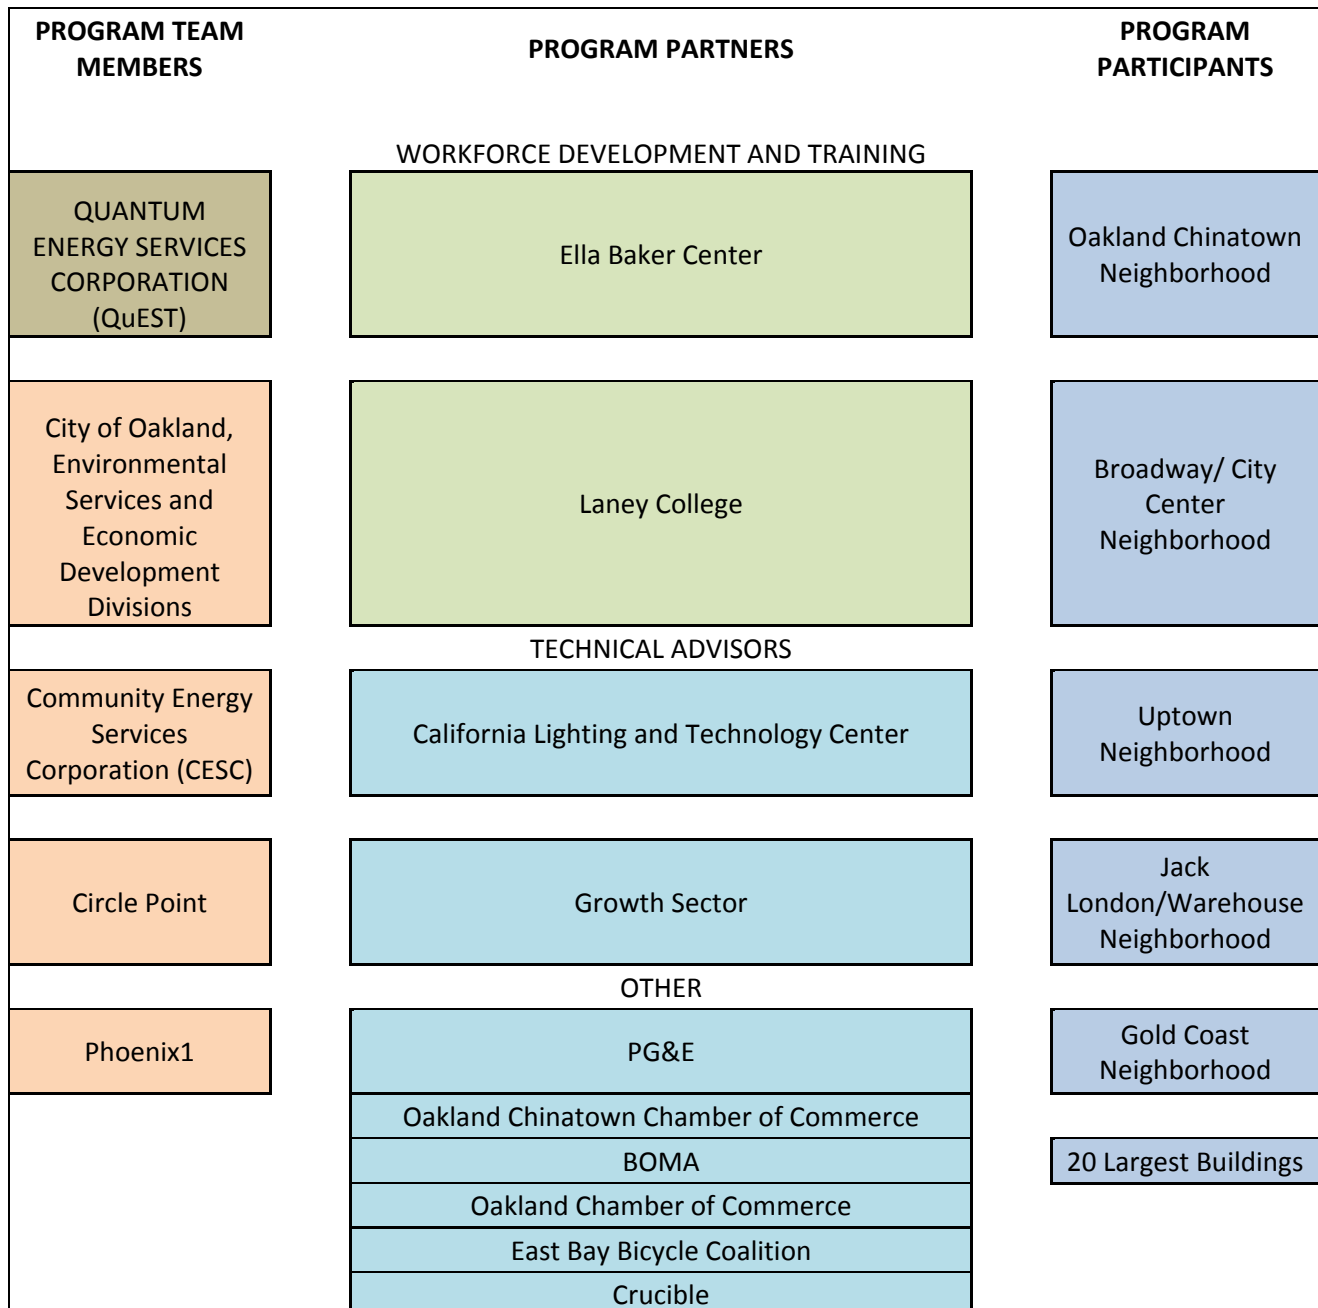 PROGRAM TEAM
MEMBERS
PROGRAM PARTNERS
PROGRAM
PARTICIPANTS
WORKFORCE DEVELOPMENT AND TRAINING
QUANTUM
ENERGY SERVICES
CORPORATION
(QuEST)
Ella Baker Center
Oakland Chinatown
Neighborhood
City of Oakland,
Environmental
Services and
Economic
Development
Divisions
Laney College
Broadway/ City
Center
Neighborhood
TECHNICAL ADVISORS
Community Energy
Services
Corporation (CESC)
California Lighting and Technology Center
Uptown
Neighborhood
Circle Point
Growth Sector
Jack
London/Warehouse
Neighborhood
OTHER
Phoenix1
PG&E
Gold Coast
Neighborhood
Oakland Chinatown Chamber of Commerce
BOMA
20 Largest Buildings
Oakland Chamber of Commerce
East Bay Bicycle Coalition
Crucible